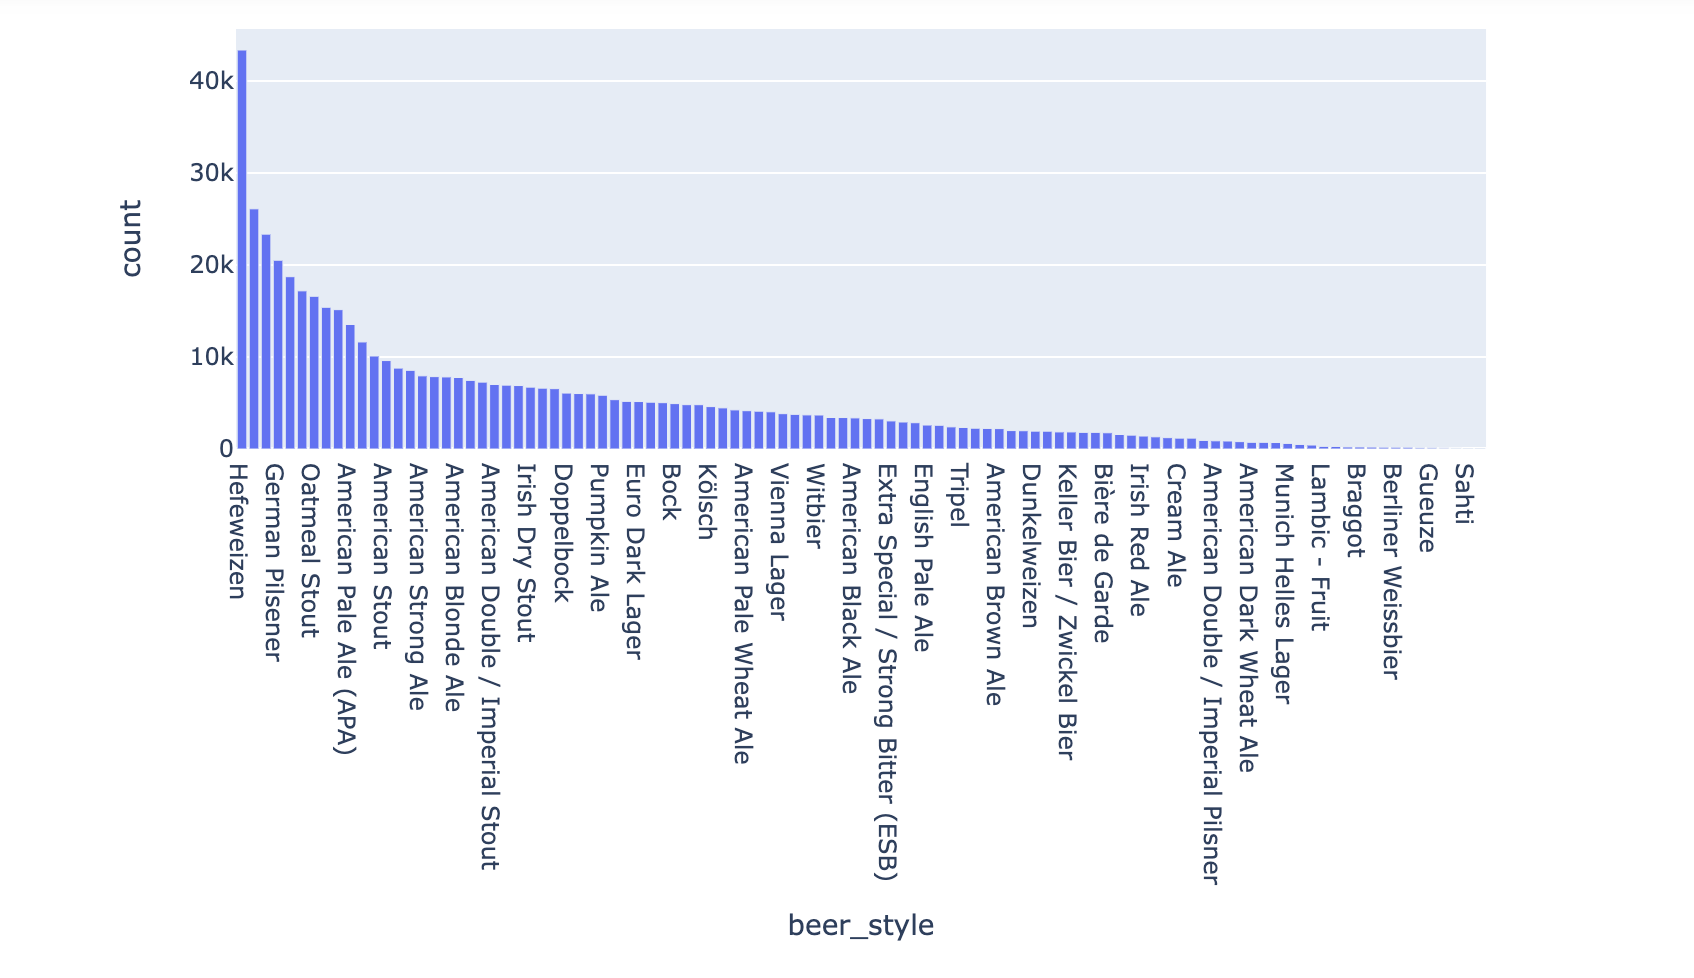 40k
30k
20k
10k
0
count
Hefeweizen
German Pilsener
Oatmeal Stout
American Pale Ale (APA)
American Stout
American Strong Ale
American Blonde Ale
American Double / Imperial Stout
Irish Dry Stout
Doppelbock
Pumpkin Ale
Euro Dark Lager
Bock
Kölsch
American Pale Wheat Ale
Vienna Lager
Witbier
American Black Ale
Extra Special / Strong Bitter (ESB)
English Pale Ale
Tripel
American Brown Ale
Dunkelweizen
Keller Bier / Zwickel Bier
Bière de Garde
Irish Red Ale
Cream Ale
American Double / Imperial Pilsner
American Dark Wheat Ale
Munich Helles Lager
Lambic - Fruit
Braggot
Berliner Weissbier
Gueuze
Sahti
beer_style